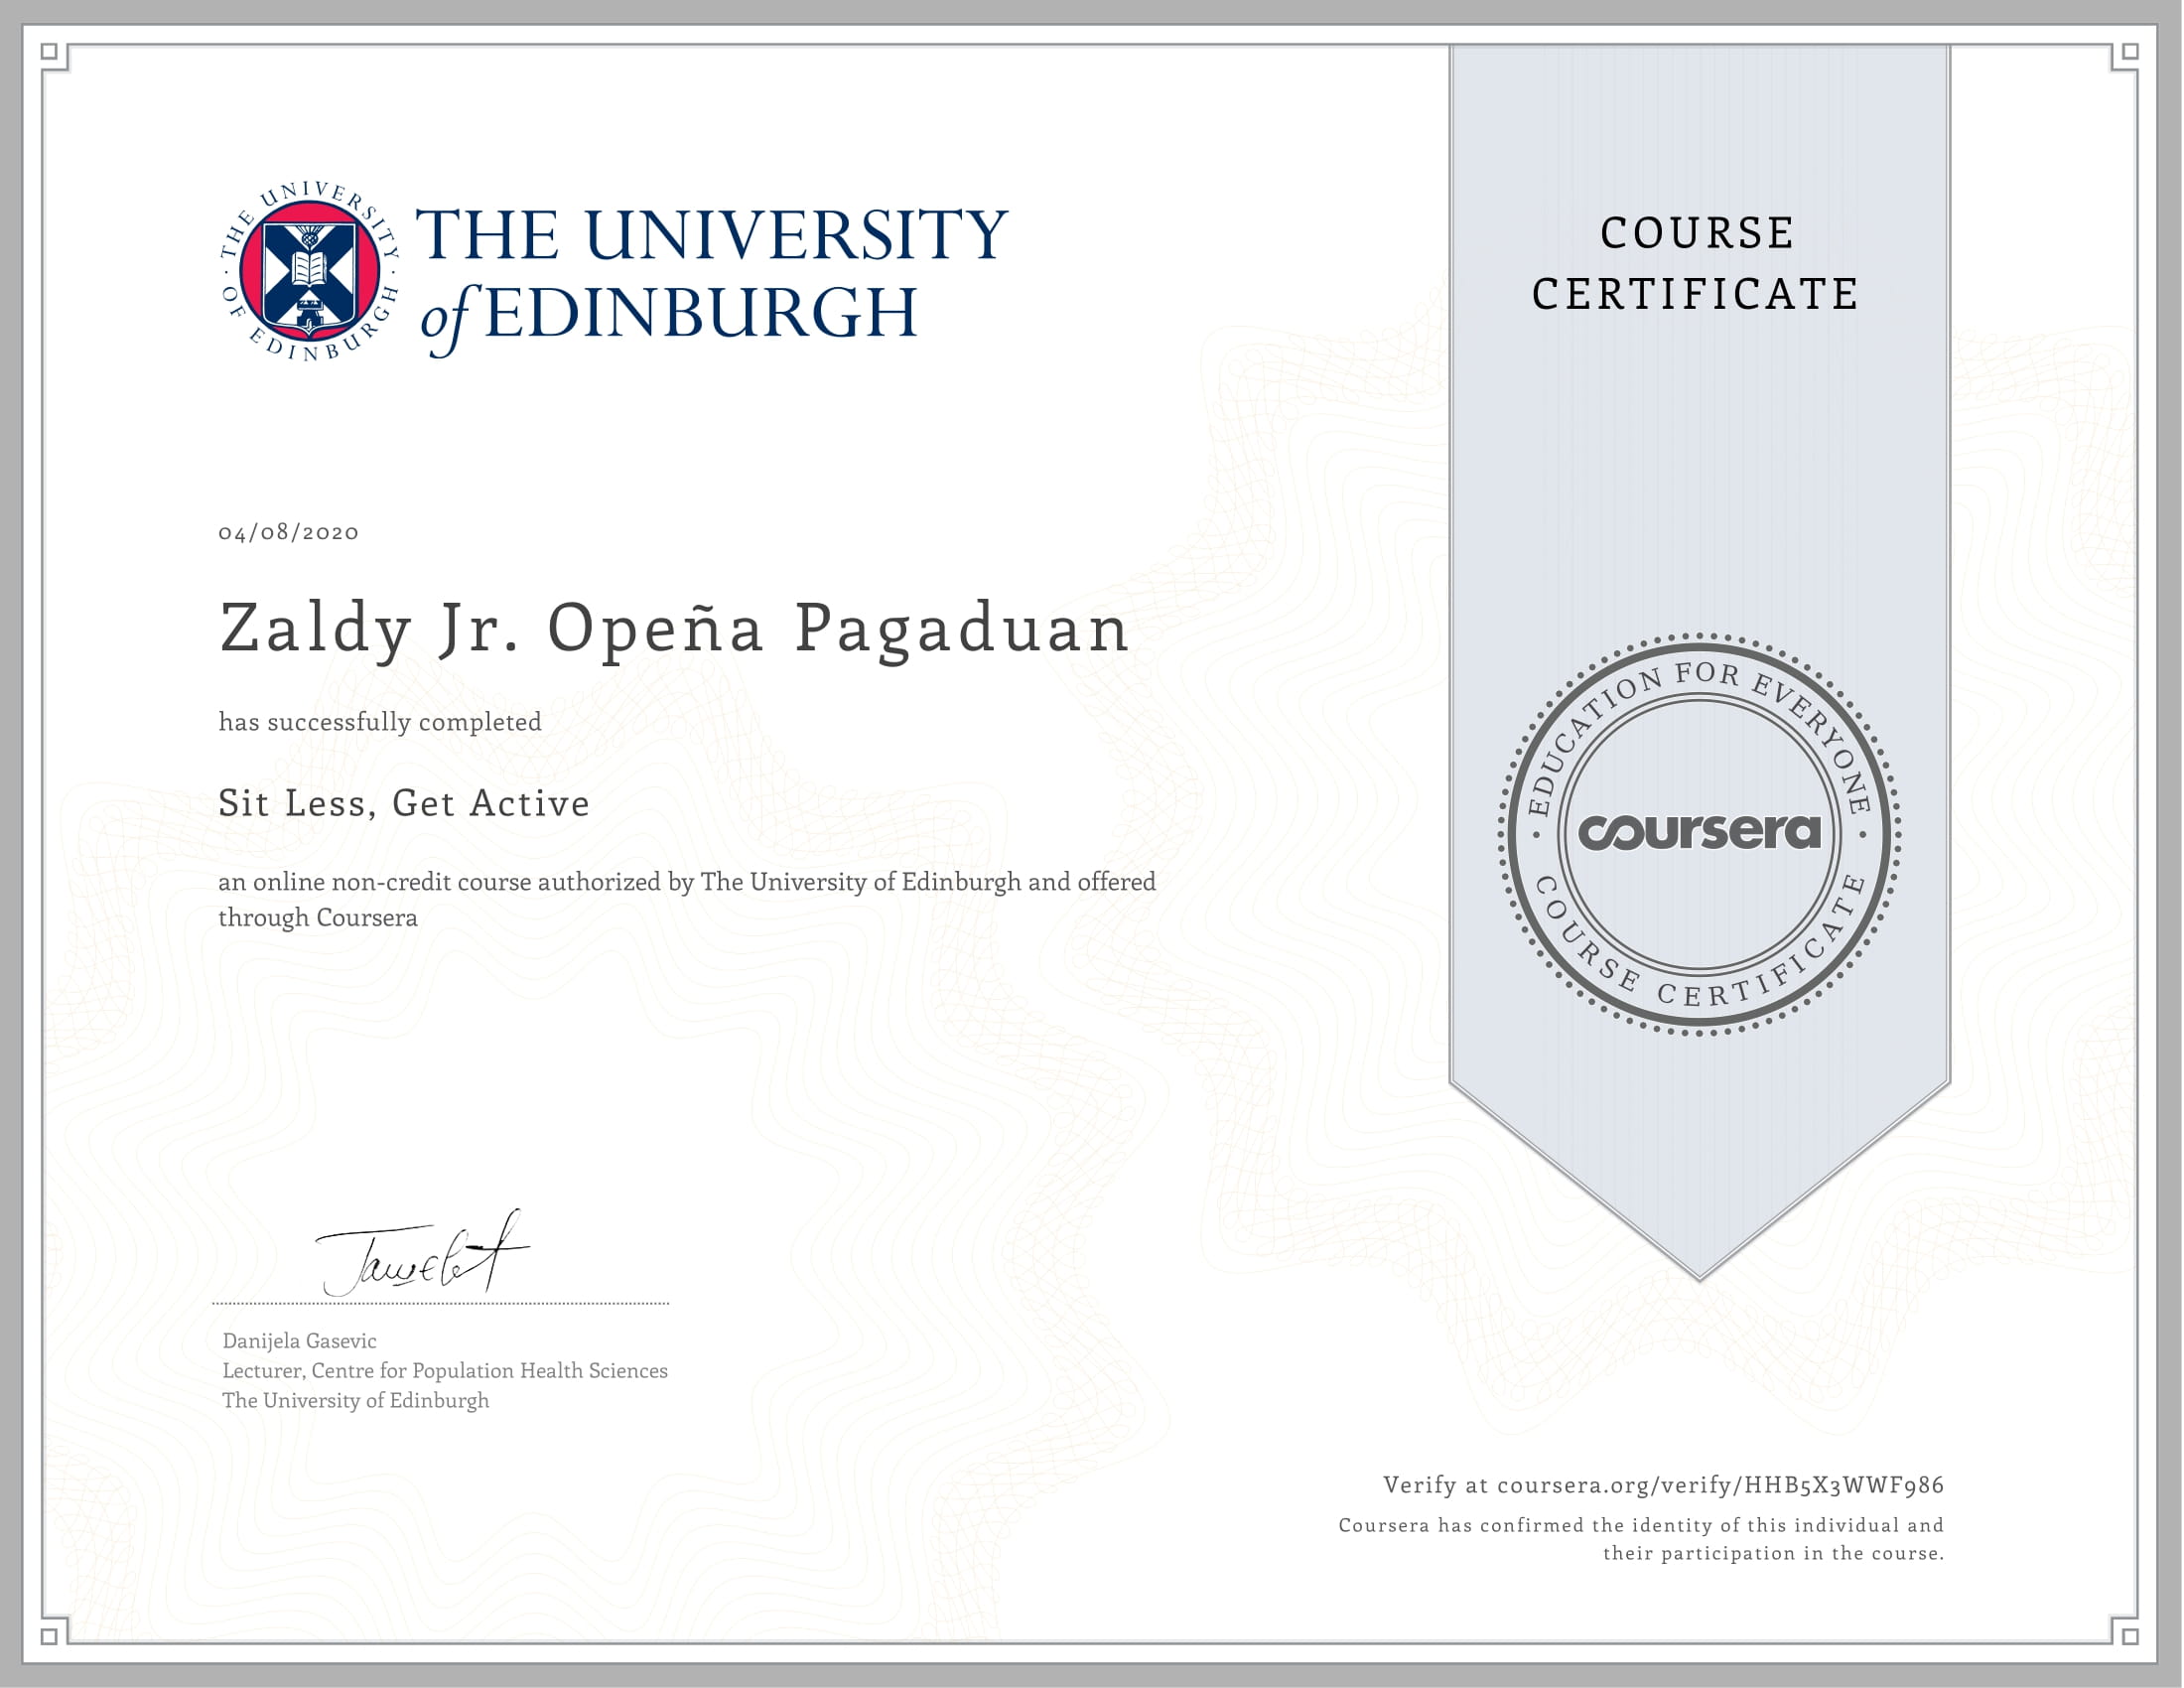 THE UNIVERSITY
of EDINBURGH
THE UNIVERSITY · OF EDINBURGH ·
COURSE
CERTIFICATE
04/08/2020
Zaldy Jr. Opeña Pagaduan
has successfully completed
Sit Less, Get Active
an online non-credit course authorized by The University of Edinburgh and offered
through Coursera
EDUCATION FOR EVERYONE
coursera
COURSE CERTIFICATE
Danijela Gasevic
Lecturer, Centre for Population Health Sciences
The University of Edinburgh
Verify at coursera.org/verify/HHB5X3WWF986
Coursera has confirmed the identity of this individual and
their participation in the course.